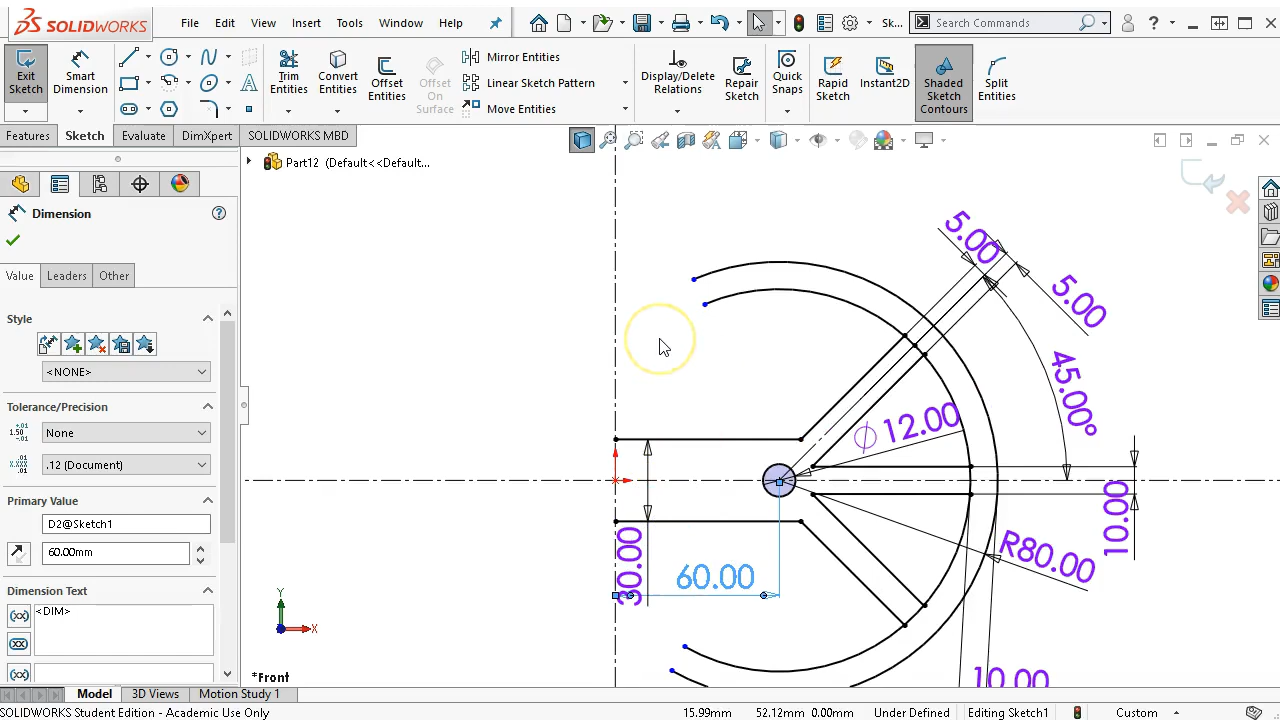 SOLIDWORKS
File Edit View Insert Tools Window Help
Sk...
Search Commands
Exit Sketch
Smart Dimension
Trim Entities
Convert Entities
Offset Entities
Offset On Surface
Mirror Entities
Linear Sketch Pattern
Move Entities
Display/Delete Relations
Repair Sketch
Quick Snaps
Rapid Sketch
Instant2D
Shaded Sketch Contours
Split Entities
Features Sketch Evaluate DimXpert SOLIDWORKS MBD
Part12 (Default<<Default...
Dimension
Value Leaders Other
Style
<NONE>
Tolerance/Precision
None
.12 (Document)
Primary Value
D2@Sketch1
60.00mm
Dimension Text
<DIM>
5.00
5.00
45.00°
∅ 12.00
10.00
R80.00
30.00
60.00
10.00
Y
X
*Front
Model 3D Views Motion Study 1
SOLIDWORKS Student Edition - Academic Use Only
15.99mm 52.12mm 0.00mm Under Defined Editing Sketch1 Custom